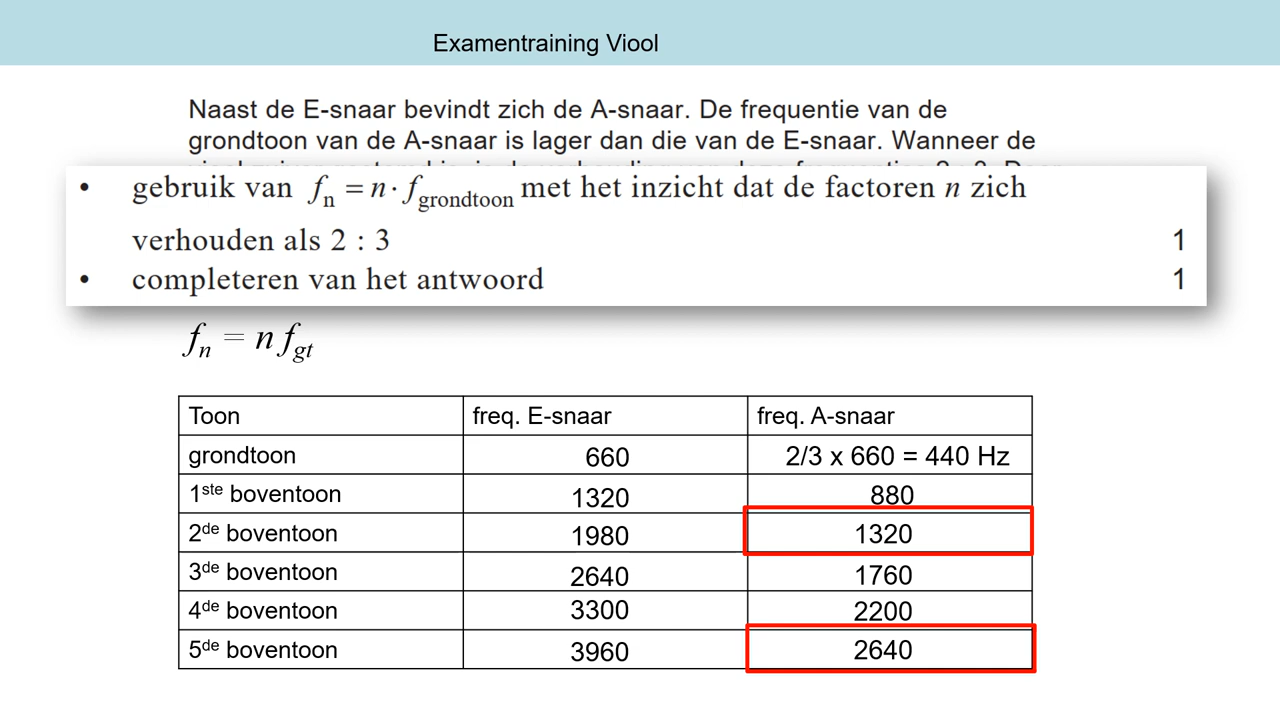 Examentraining Viool
Naast de E-snaar bevindt zich de A-snaar. De frequentie van de
grondtoon van de A-snaar is lager dan die van de E-snaar. Wanneer de
• gebruik van fₙ = n · f_grondtoon met het inzicht dat de factoren n zich
verhouden als 2 : 3 1
• completeren van het antwoord 1
fₙ = n f_gt
Toon freq. E-snaar freq. A-snaar
grondtoon 660 2/3 x 660 = 440 Hz
1ste boventoon 1320 880
2de boventoon 1980 1320
3de boventoon 2640 1760
4de boventoon 3300 2200
5de boventoon 3960 2640